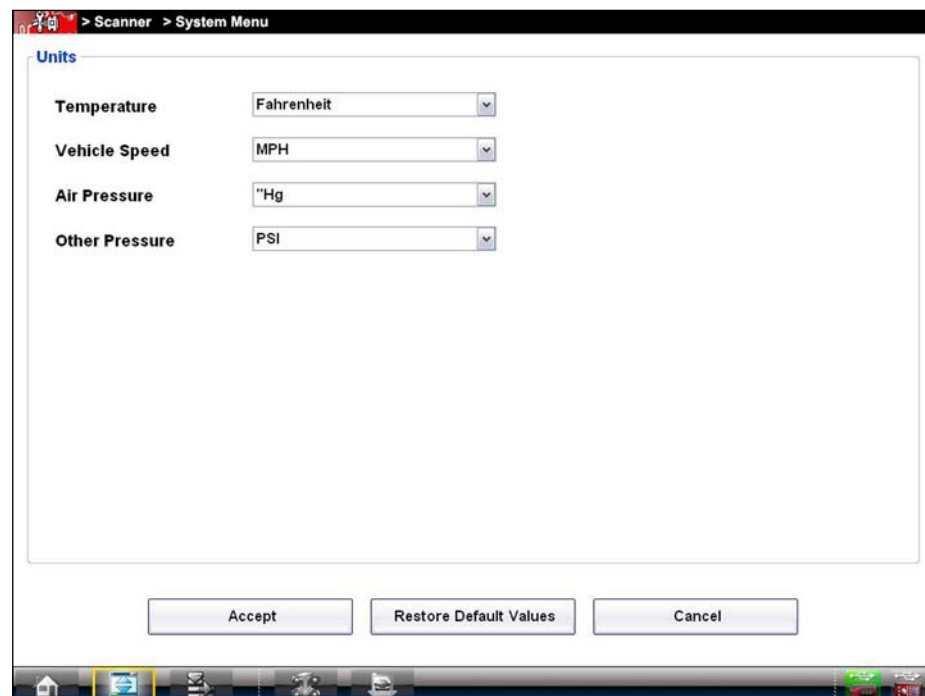 > Scanner > System Menu
Units
Temperature Fahrenheit
Vehicle Speed MPH
Air Pressure "Hg
Other Pressure PSI
Accept Restore Default Values Cancel